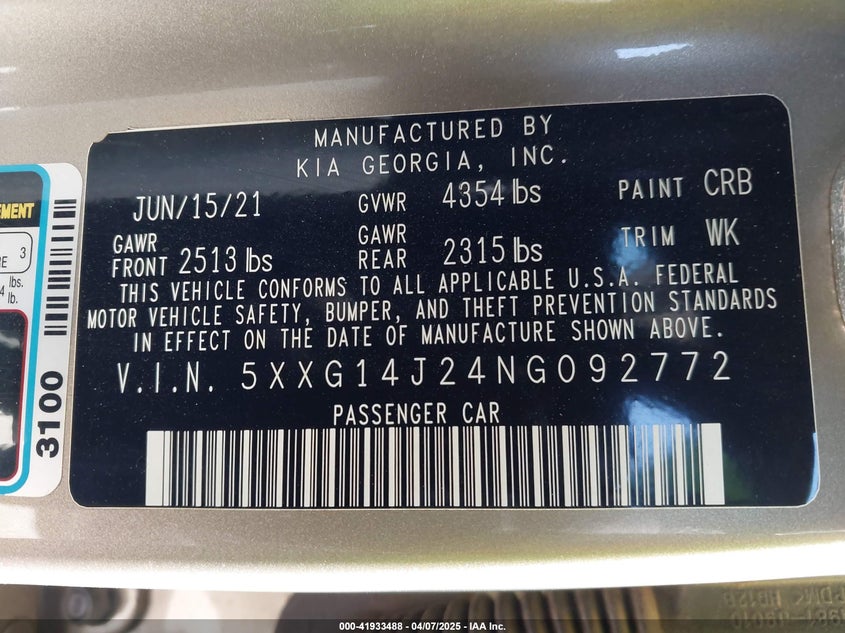 MANUFACTURED BY
KIA GEORGIA, INC.
JUN/15/21 GVWR 4354 lbs PAINT CRB
GAWR FRONT 2513 lbs GAWR REAR 2315 lbs TRIM WK
THIS VEHICLE CONFORMS TO ALL APPLICABLE U.S.A. FEDERAL
MOTOR VEHICLE SAFETY, BUMPER, AND THEFT PREVENTION STANDARDS
IN EFFECT ON THE DATE OF MANUFACTURE SHOWN ABOVE.
V.I.N. 5XXG14J24NG092772
PASSENGER CAR
3100
3
lbs.
lb.
000-41933488 - 04/07/2025 - IAA Inc.